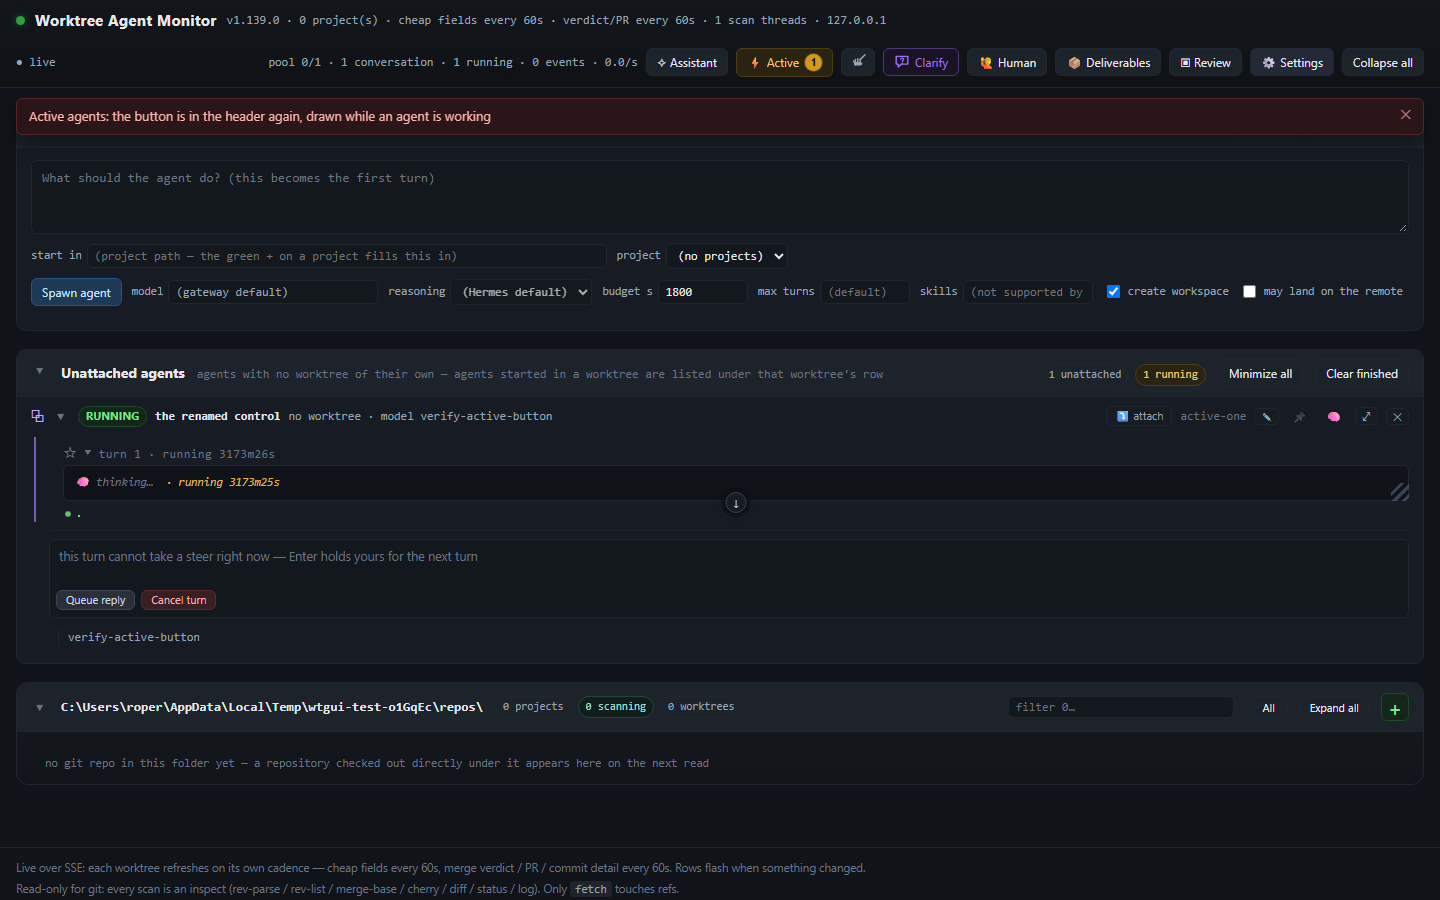 Worktree Agent Monitor v1.139.0 · 0 project(s) · cheap fields every 60s · verdict/PR every 60s · 1 scan threads · 127.0.0.1
● live pool 0/1 · 1 conversation · 1 running · 0 events · 0.0/s Assistant Active 1 Clarify Human Deliverables Review Settings Collapse all
Active agents: the button is in the header again, drawn while an agent is working
What should the agent do? (this becomes the first turn)
start in (project path — the green + on a project fills this in) project (no projects)
Spawn agent model (gateway default) reasoning (Hermes default) budget s 1800 max turns (default) skills (not supported by create workspace may land on the remote
Unattached agents agents with no worktree of their own — agents started in a worktree are listed under that worktree's row 1 unattached 1 running Minimize all Clear finished
RUNNING the renamed control no worktree · model verify-active-button attach active-one
turn 1 · running 3173m26s
thinking… · running 3173m25s
.
this turn cannot take a steer right now — Enter holds yours for the next turn
Queue reply Cancel turn
verify-active-button
C:\Users\roper\AppData\Local\Temp\wtgui-test-o1GqEc\repos\ 0 projects 0 scanning 0 worktrees filter 0… All Expand all +
no git repo in this folder yet — a repository checked out directly under it appears here on the next read
Live over SSE: each worktree refreshes on its own cadence — cheap fields every 60s, merge verdict / PR / commit detail every 60s. Rows flash when something changed.
Read-only for git: every scan is an inspect (rev-parse / rev-list / merge-base / cherry / diff / status / log). Only fetch touches refs.